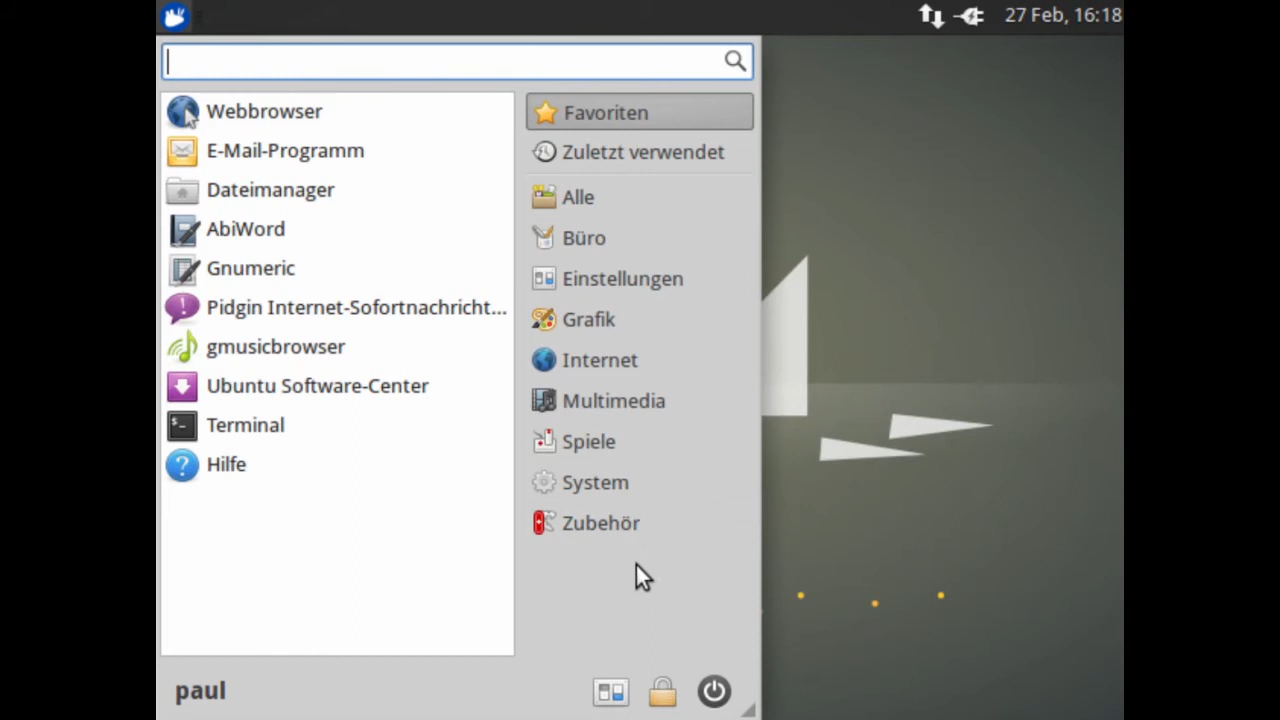 27 Feb, 16:18
Webbrowser
E-Mail-Programm
Dateimanager
AbiWord
Gnumeric
Pidgin Internet-Sofortnachricht...
gmusicbrowser
Ubuntu Software-Center
Terminal
Hilfe
Favoriten
Zuletzt verwendet
Alle
Büro
Einstellungen
Grafik
Internet
Multimedia
Spiele
System
Zubehör
paul